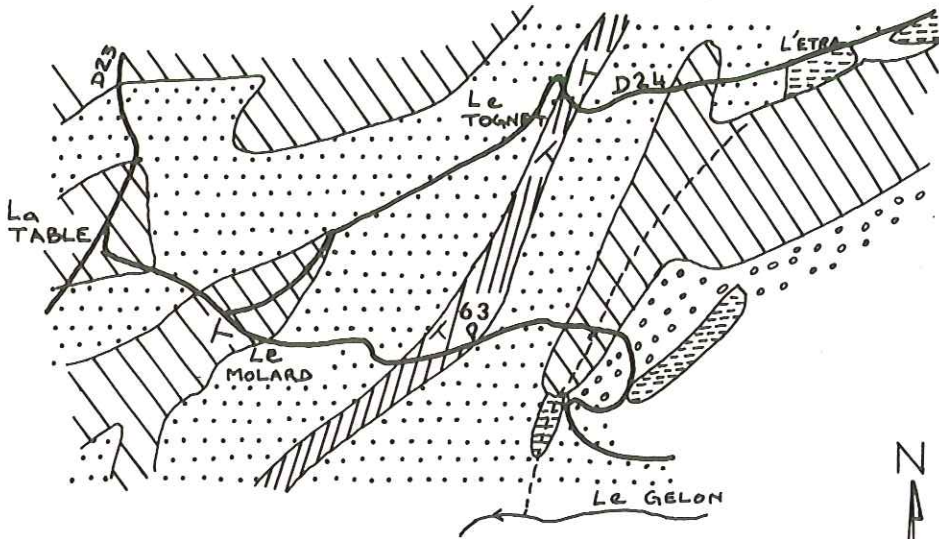 D23
L'ETRA
D24
Le
TOGNET
La
TABLE
63
Le
MOLARD
N
Le GELON